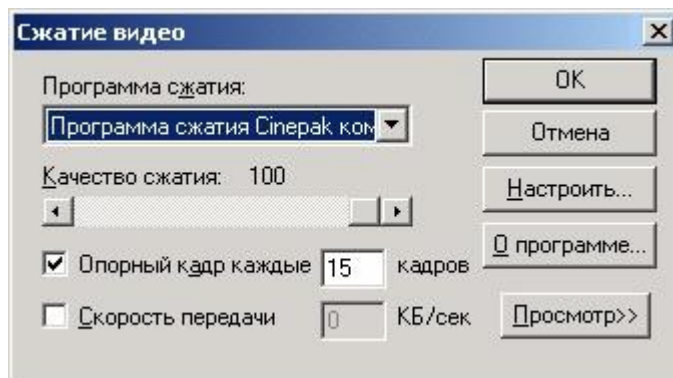 Сжатие видео
Программа сжатия:
Программа сжатия Cinepak ком
Качество сжатия: 100
Опорный кадр каждые 15 кадров
Скорость передачи 0 КБ/сек
OK
Отмена
Настроить...
О программе...
Просмотр>>